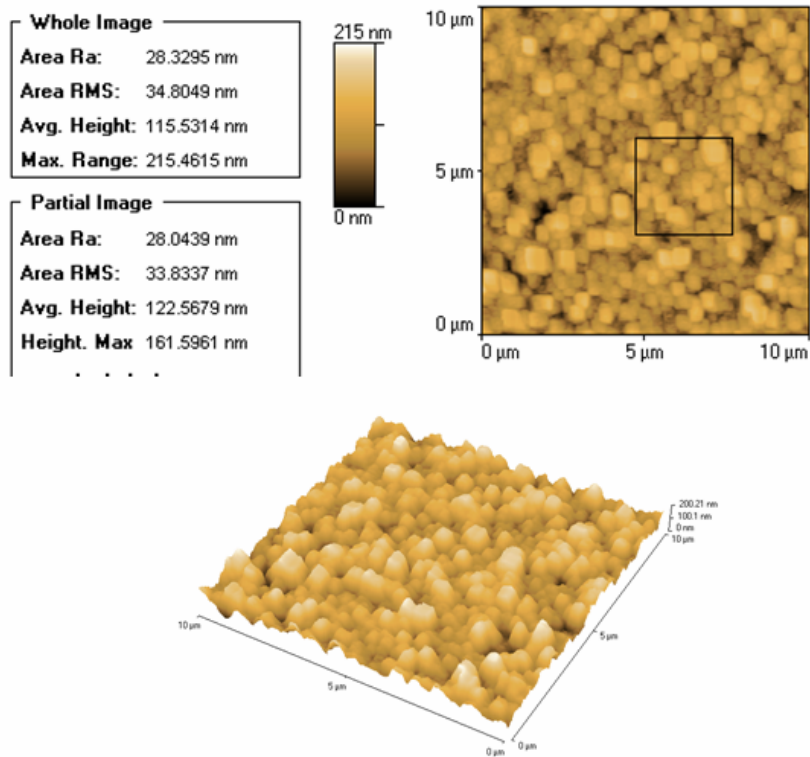 Whole Image
Area Ra: 28.3295 nm
Area RMS: 34.8049 nm
Avg. Height: 115.5314 nm
Max. Range: 215.4615 nm
Partial Image
Area Ra: 28.0439 nm
Area RMS: 33.8337 nm
Avg. Height: 122.5679 nm
Height. Max 161.5961 nm
215 nm
0 nm
10 µm
5 µm
0 µm
0 µm 5 µm 10 µm
200.21 nm
100.1 nm
0 nm
10 µm
5 µm
0 µm
10 µm
5 µm
0 µm